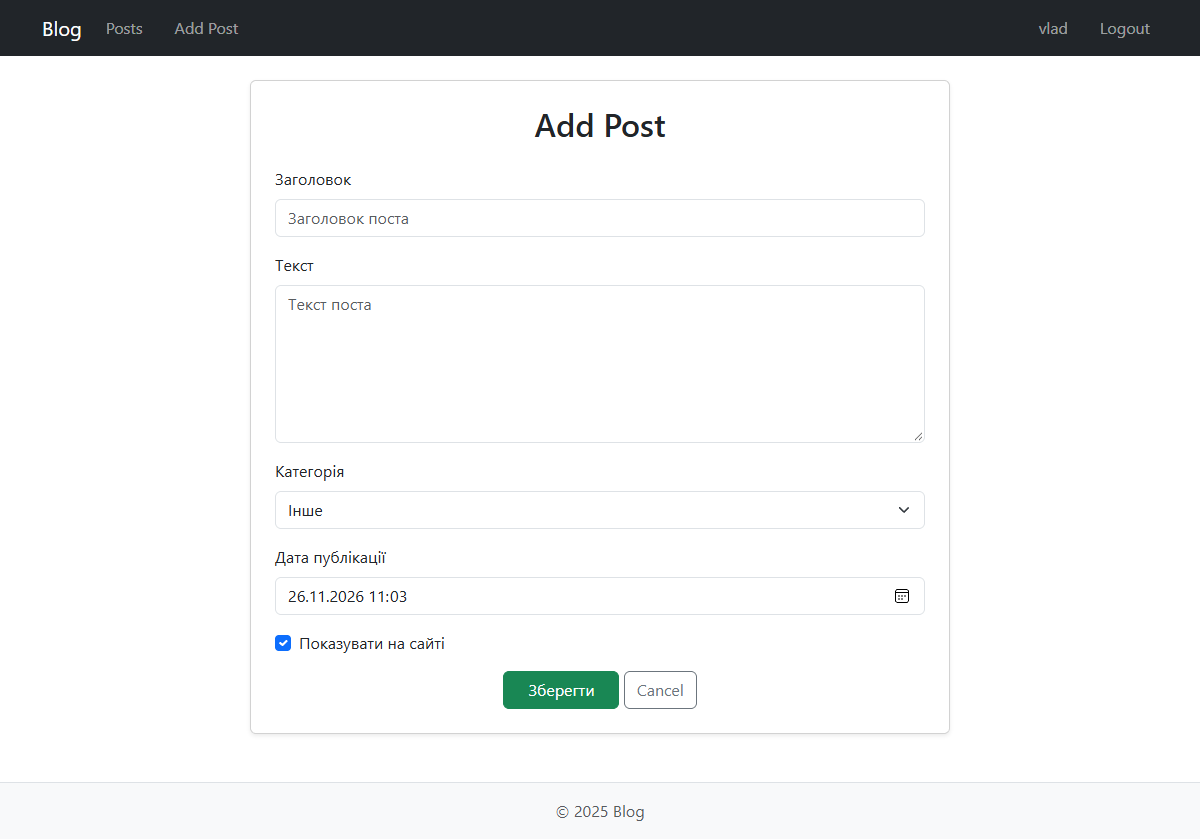 Blog Posts Add Post vlad Logout
Add Post
Заголовок
Заголовок поста
Текст
Текст поста
Категорія
Інше
Дата публікації
26.11.2026 11:03
Показувати на сайті
Зберегти Cancel
© 2025 Blog